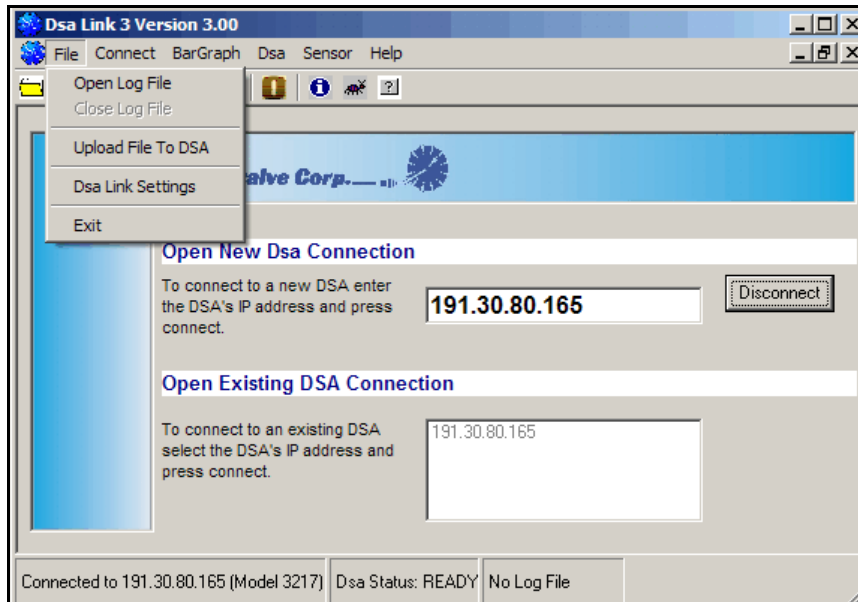 Dsa Link 3 Version 3.00
File Connect BarGraph Dsa Sensor Help
Open Log File
Close Log File
Upload File To DSA
Dsa Link Settings
Exit
Corp.
Open New Dsa Connection
To connect to a new DSA enter
the DSA's IP address and press
connect.
191.30.80.165
Disconnect
Open Existing DSA Connection
To connect to an existing DSA
select the DSA's IP address and
press connect.
191.30.80.165
Connected to 191.30.80.165 (Model 3217) Dsa Status: READY No Log File